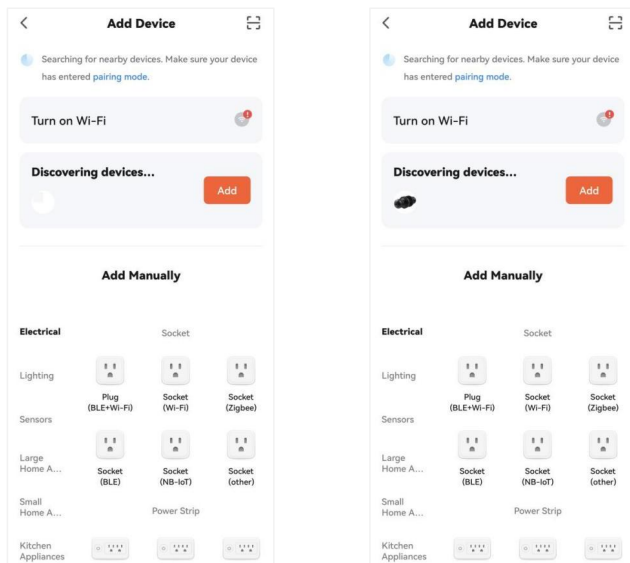 Add Device
Searching for nearby devices. Make sure your device
has entered pairing mode.
Turn on Wi-Fi
Discovering devices...
Add
Add Manually
Electrical
Socket
Lighting
Plug
(BLE+Wi-Fi)
Socket
(Wi-Fi)
Socket
(Zigbee)
Sensors
Large
Home A...
Socket
(BLE)
Socket
(NB-IoT)
Socket
(other)
Small
Home A...
Power Strip
Kitchen
Appliances
Add Device
Searching for nearby devices. Make sure your device
has entered pairing mode.
Turn on Wi-Fi
Discovering devices...
Add
Add Manually
Electrical
Socket
Lighting
Plug
(BLE+Wi-Fi)
Socket
(Wi-Fi)
Socket
(Zigbee)
Sensors
Large
Home A...
Socket
(BLE)
Socket
(NB-IoT)
Socket
(other)
Small
Home A...
Power Strip
Kitchen
Appliances